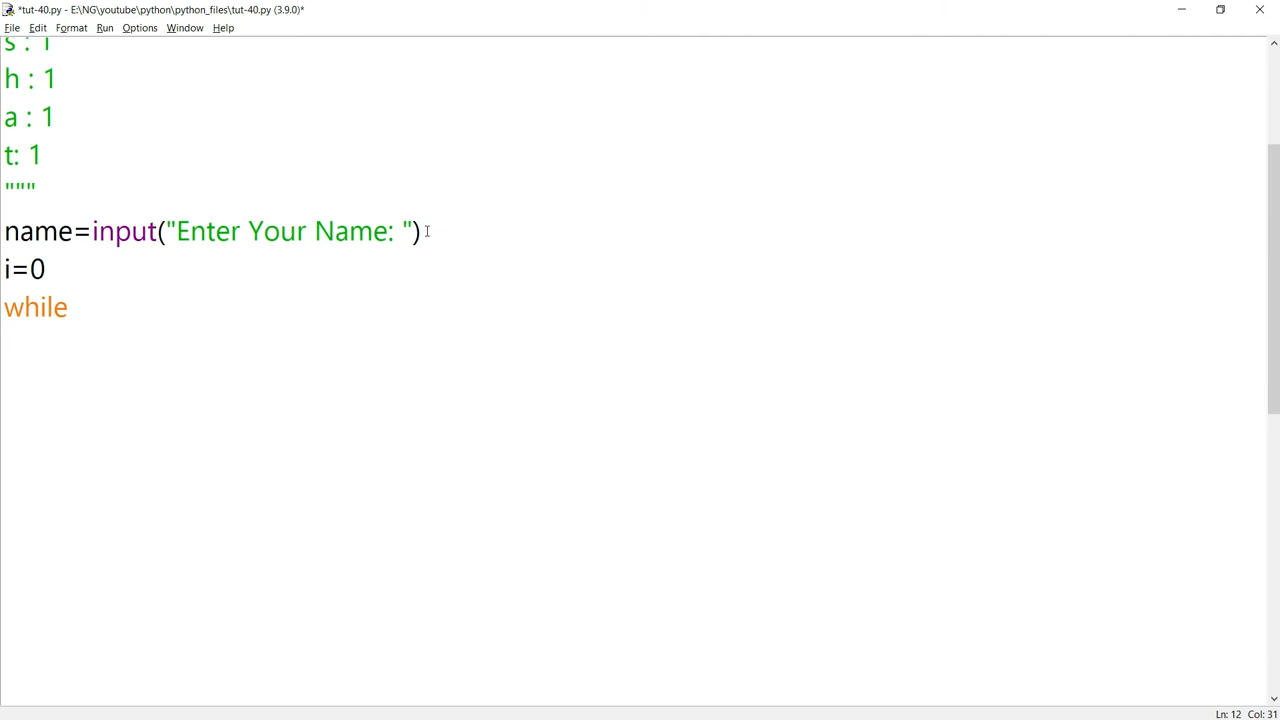 *tut-40.py - E:\NG\youtube\python\python_files\tut-40.py (3.9.0)*
File Edit Format Run Options Window Help
h : 1
a : 1
t: 1
"""
name=input("Enter Your Name: ")
i=0
while
Ln: 12 Col: 31